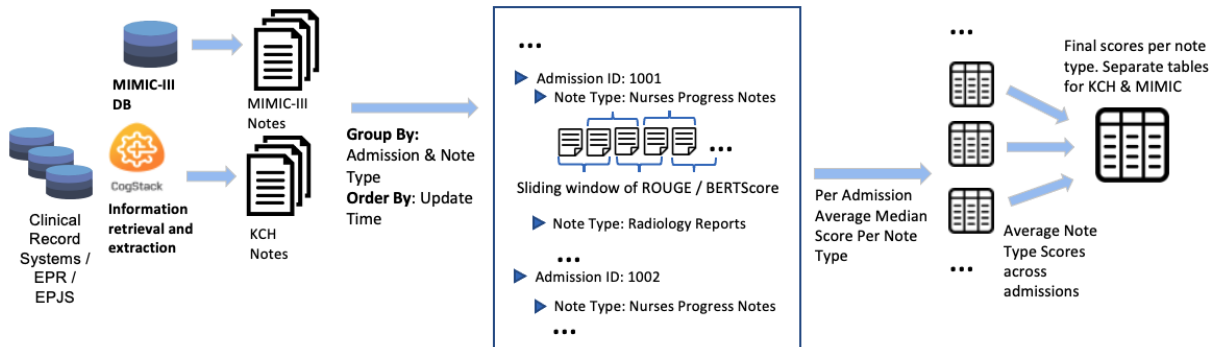 MIMIC-III
DB
MIMIC-III
Notes
CogStack
Clinical
Record
Systems /
EPR /
EPJS
Information
retrieval and
extraction
KCH
Notes
Group By:
Admission & Note
Type
Order By: Update
Time
...
Admission ID: 1001
Note Type: Nurses Progress Notes
...
Sliding window of ROUGE / BERTScore
Note Type: Radiology Reports
...
Admission ID: 1002
Note Type: Nurses Progress Notes
...
Per Admission
Average Median
Score Per Note
Type
...
...
Average Note
Type Scores
across
admissions
Final scores per note
type. Separate tables
for KCH & MIMIC